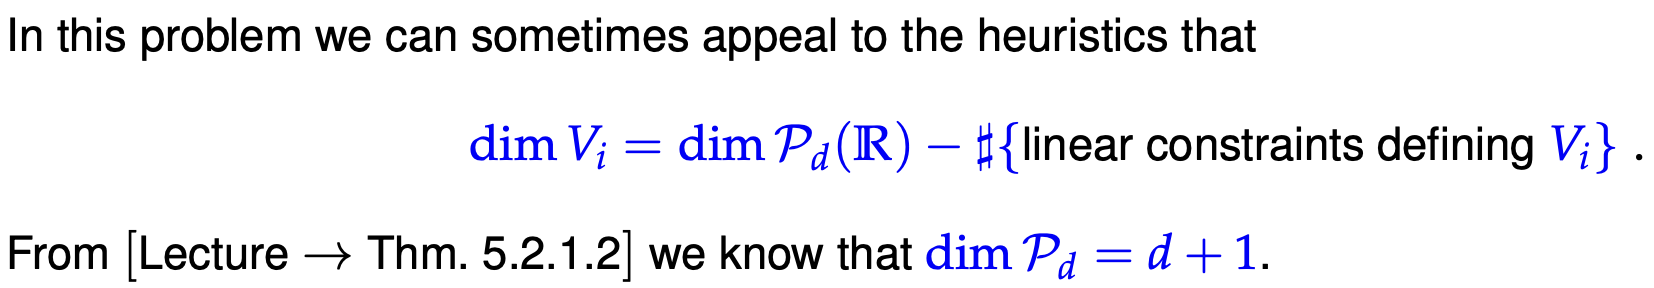 In this problem we can sometimes appeal to the heuristics that
dim V_i = dim 𝒫_d(ℝ) − ♯{linear constraints defining V_i} .
From [Lecture → Thm. 5.2.1.2] we know that dim 𝒫_d = d + 1.